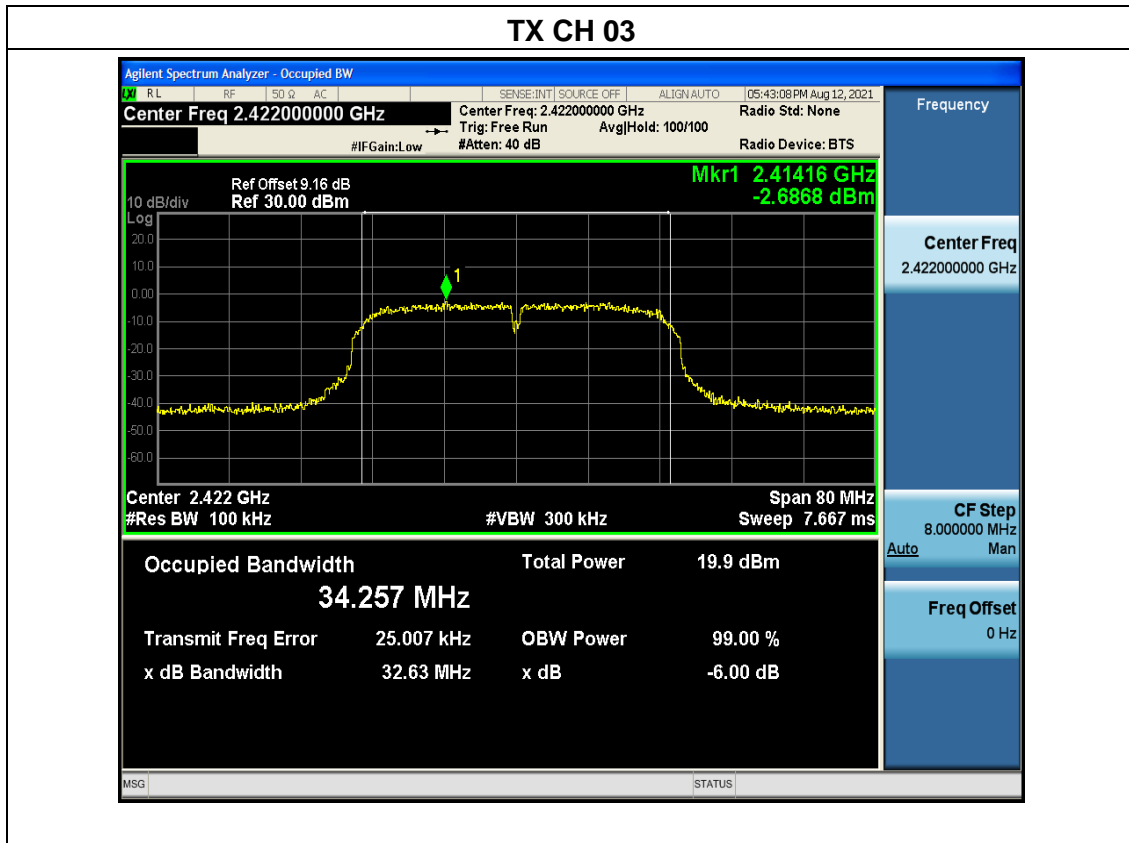 TX CH 03
Agilent Spectrum Analyzer - Occupied BW
LXI RL RF 50 Ω AC SENSE:INT SOURCE OFF ALIGN AUTO 05:43:08 PM Aug 12, 2021
Center Freq 2.422000000 GHz
Center Freq: 2.422000000 GHz
Radio Std: None
Trig: Free Run Avg|Hold: 100/100
#IFGain:Low
#Atten: 40 dB
Radio Device: BTS
Frequency
Mkr1 2.41416 GHz
-2.6868 dBm
Ref Offset 9.16 dB
10 dB/div Ref 30.00 dBm
Log
20.0
10.0
0.00
-10.0
-20.0
-30.0
-40.0
-50.0
-60.0
1
Center 2.422 GHz Span 80 MHz
#Res BW 100 kHz #VBW 300 kHz Sweep 7.667 ms
Center Freq
2.422000000 GHz
CF Step
8.000000 MHz
Auto Man
Freq Offset
0 Hz
Occupied Bandwidth Total Power 19.9 dBm
34.257 MHz
Transmit Freq Error 25.007 kHz OBW Power 99.00 %
x dB Bandwidth 32.63 MHz x dB -6.00 dB
MSG STATUS